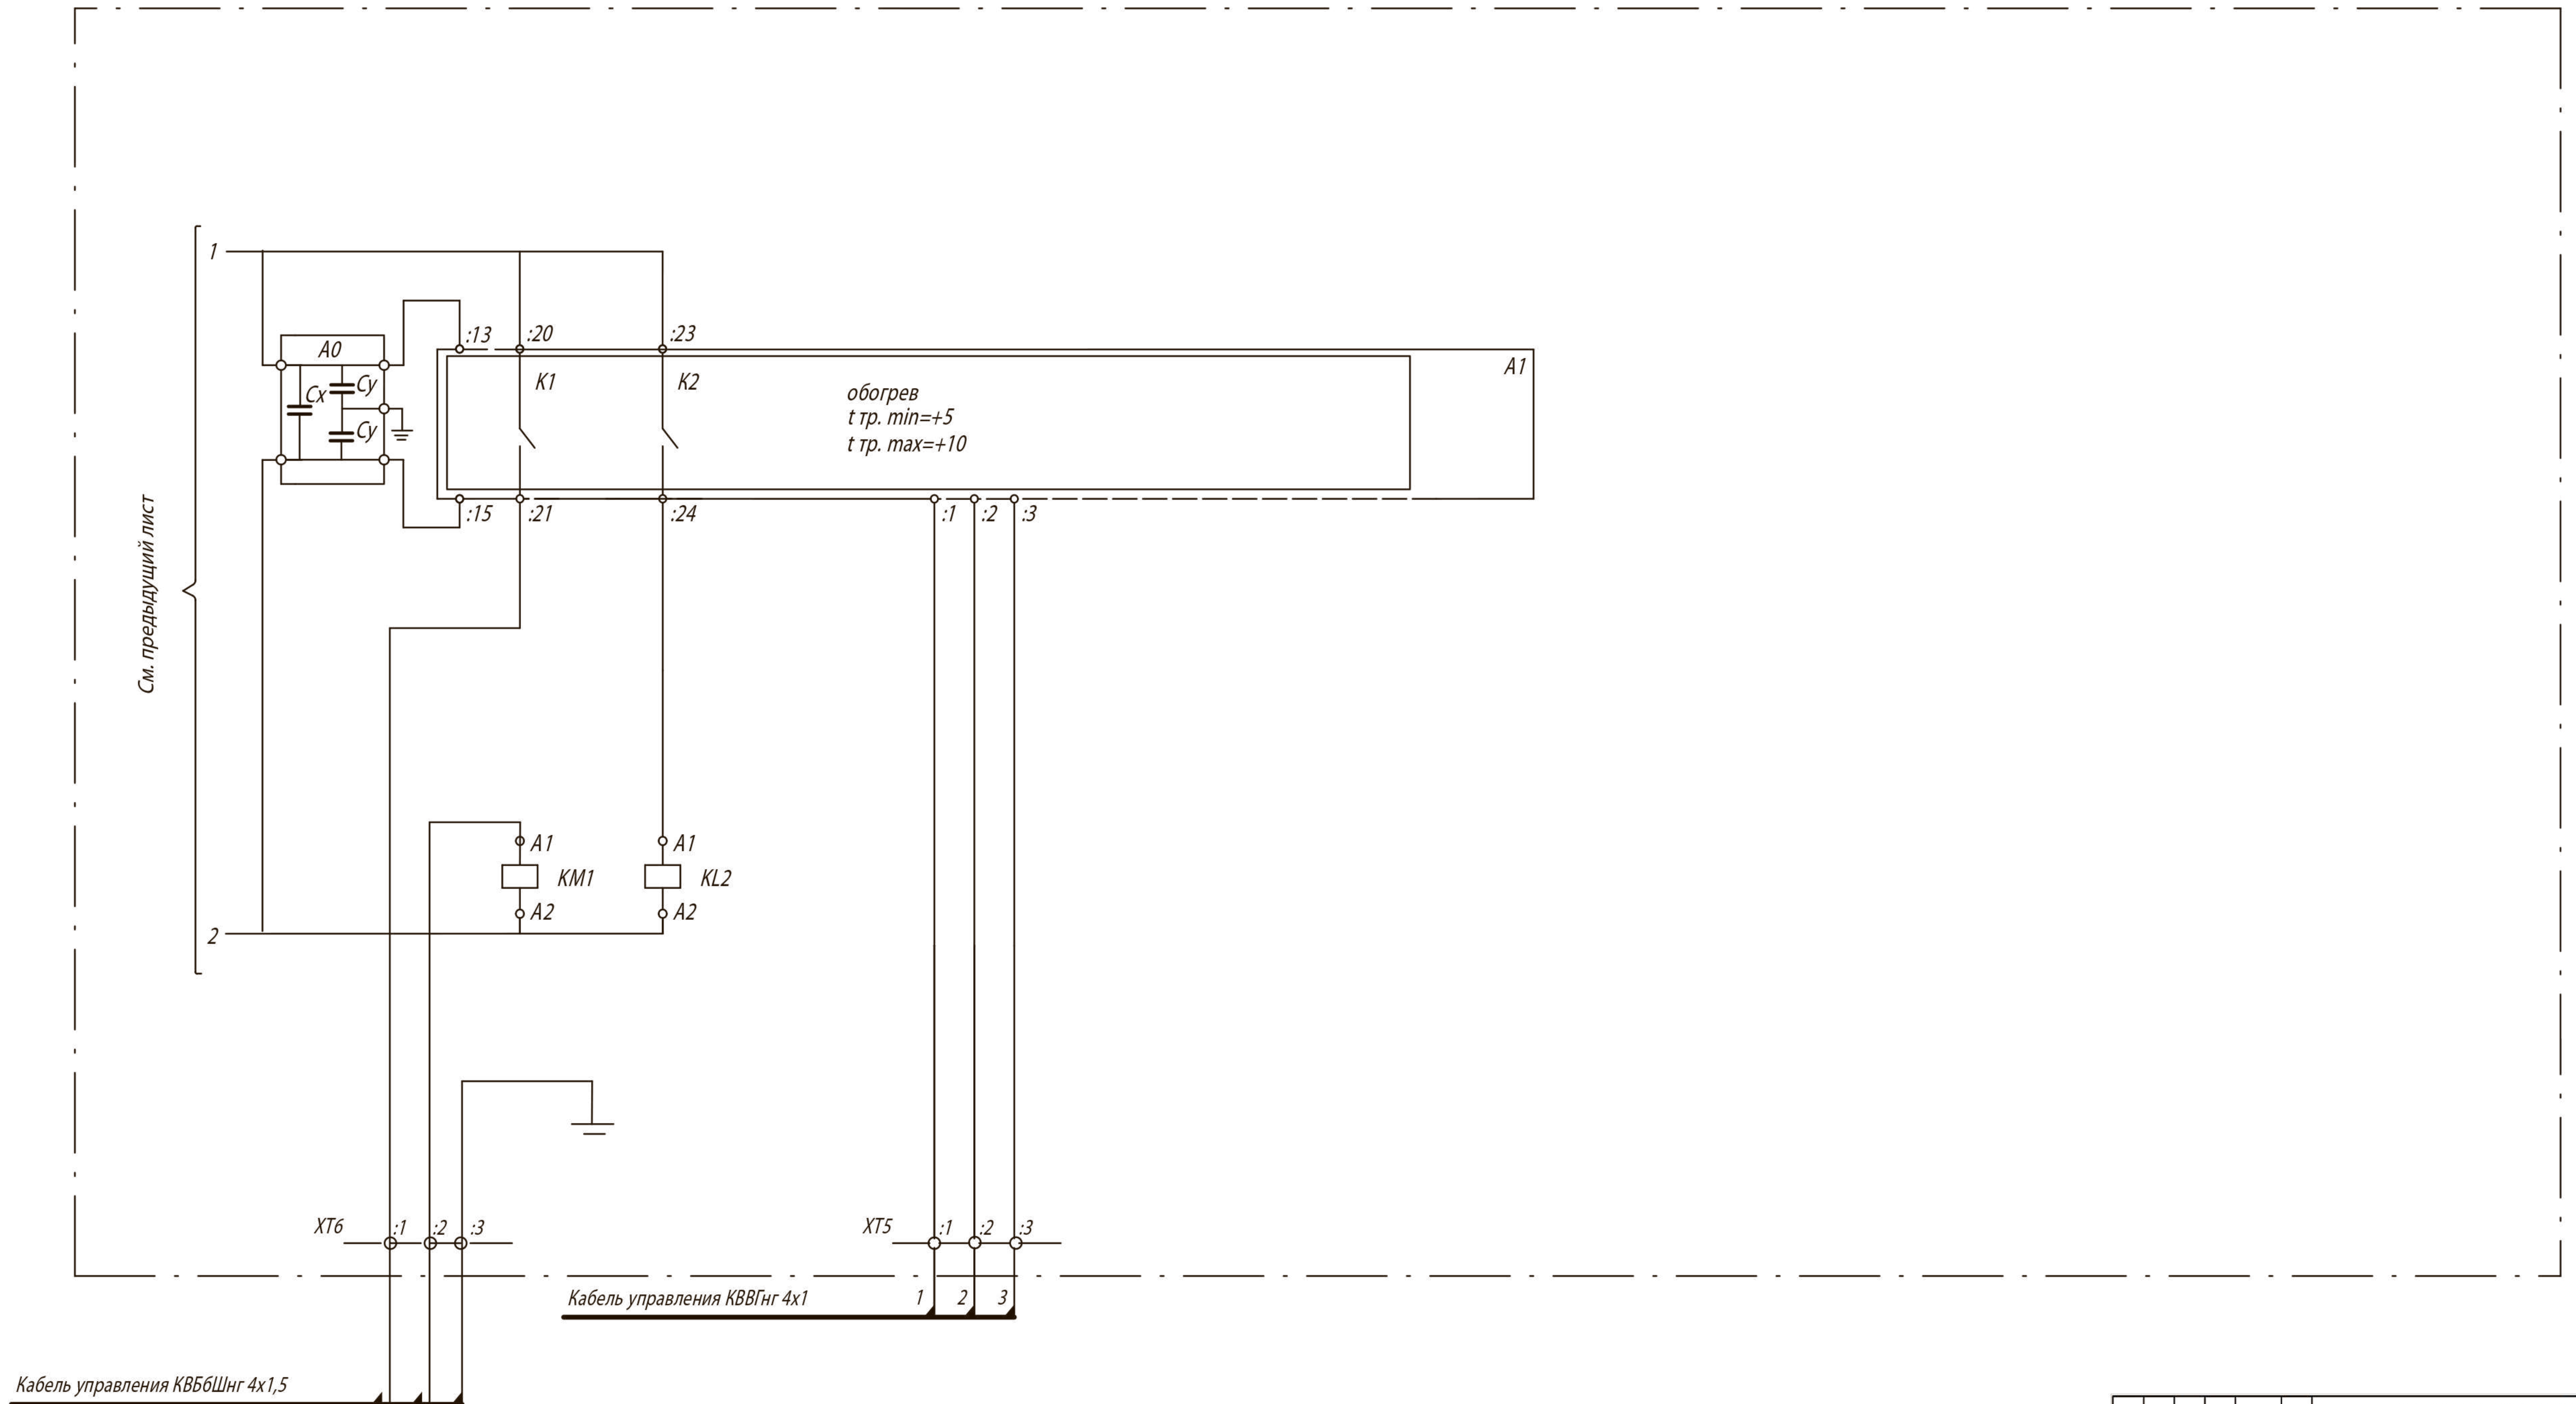 1
:13
:20
:23
A0
A1
Cx
Cy
K1
K2
обогрев
t тр. min=+5
Cy
t тр. max=+10
:15
:21
:24
:1
:2
:3
См. предыдущий лист
A1
A1
KM1
KL2
A2
A2
2
XT6
:1
:2
:3
XT5
:1
:2
:3
Кабель управления КВВГнг 4x1
1
2
3
Кабель управления КВБбШнг 4x1,5